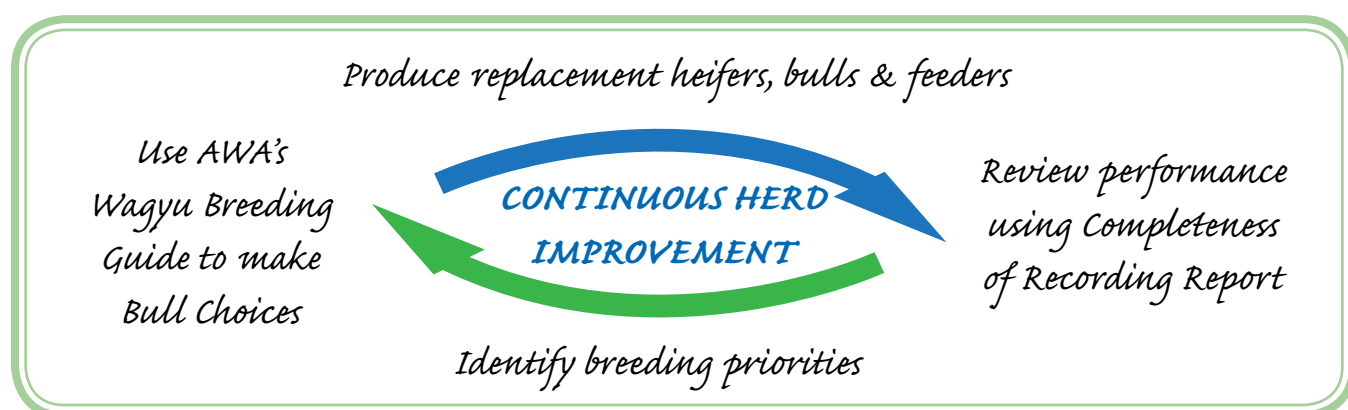 Produce replacement heifers, bulls & feeders
Use AWA's
Wagyu Breeding
Guide to make
Bull Choices
CONTINUOUS HERD
IMPROVEMENT
Review performance
using Completeness
of Recording Report
Identify breeding priorities